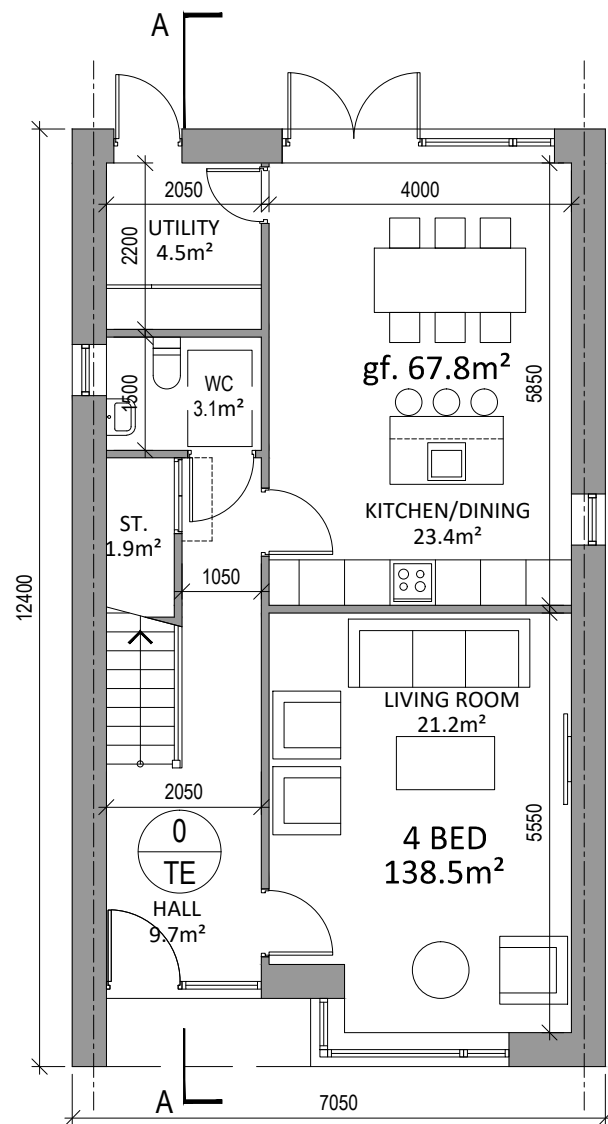 A
2050
4000
UTILITY
4.5m²
2200
gf. 67.8m²
5850
WC
3.1m²
1500
KITCHEN/DINING
23.4m²
ST.
1.9m²
1050
12400
LIVING ROOM
21.2m²
2050
0
TE
4 BED
138.5m²
5550
HALL
9.7m²
A
7050